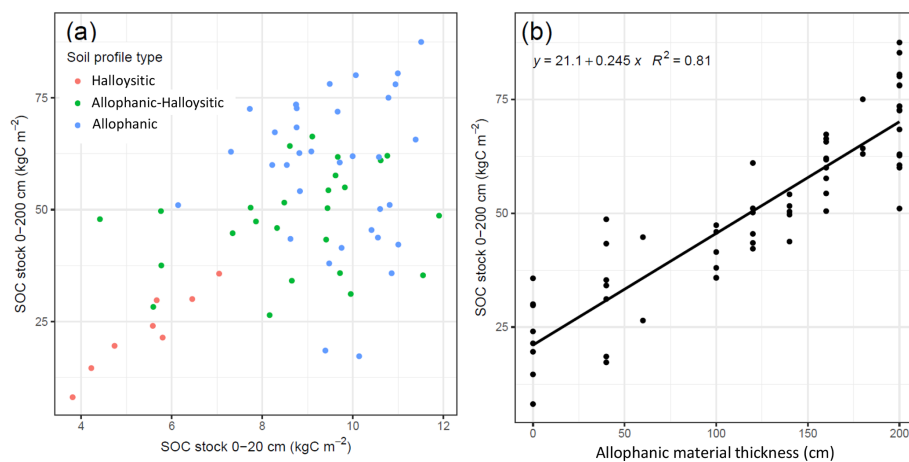 (a)
Soil profile type
Halloysitic
Allophanic-Halloysitic
Allophanic
75
50
25
4 6 8 10 12
SOC stock 0−20 cm (kgC m⁻²)
SOC stock 0−200 cm (kgC m⁻²)
(b)
y = 21.1 + 0.245 x R² = 0.81
75
50
25
0 50 100 150 200
Allophanic material thickness (cm)
SOC stock 0−200 cm (kgC m⁻²)